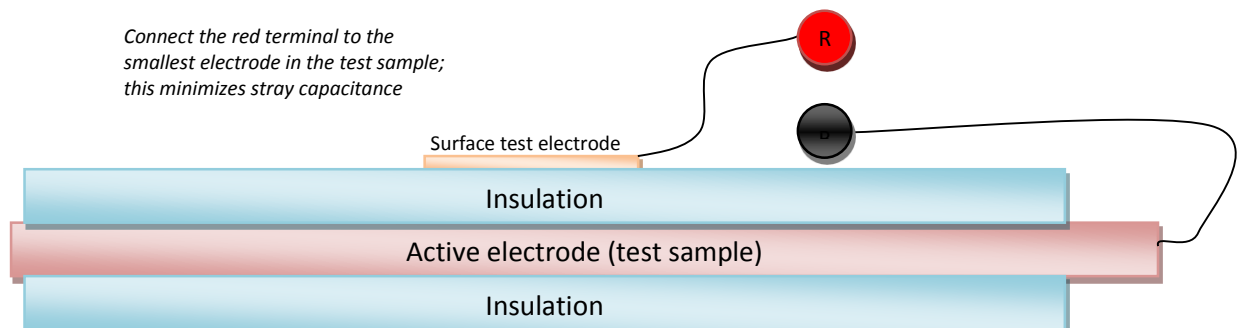 Connect the red terminal to the
smallest electrode in the test sample;
this minimizes stray capacitance
R
Surface test electrode
Insulation
Active electrode (test sample)
Insulation